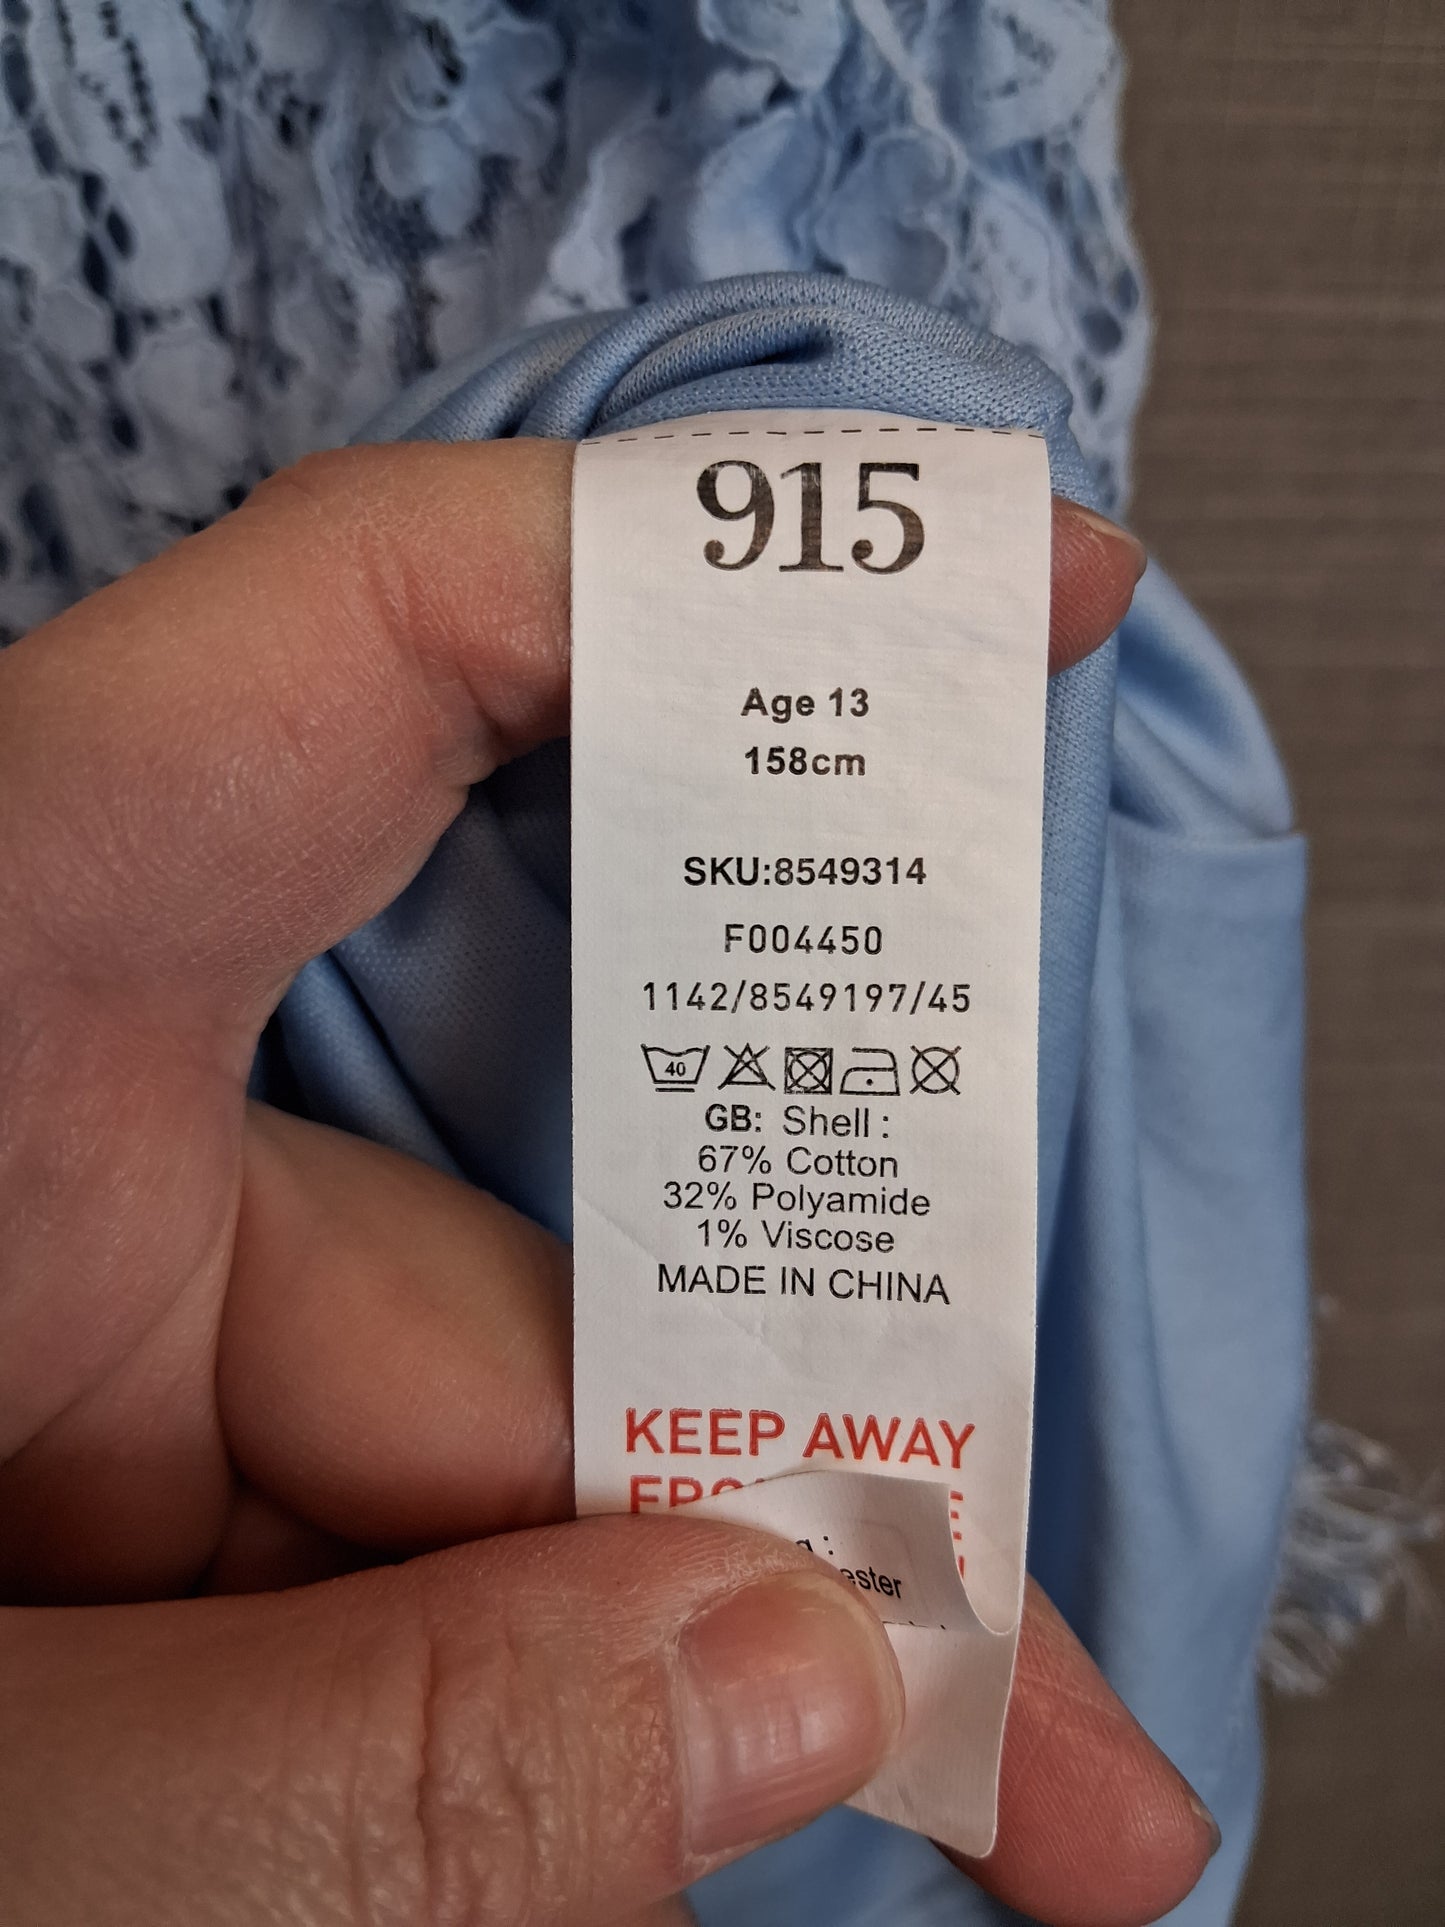 915
Age 13
158cm
SKU:8549314
F004450
1142/8549197/45
40
GB: Shell :
67% Cotton
32% Polyamide
1% Viscose
MADE IN CHINA
KEEP AWAY